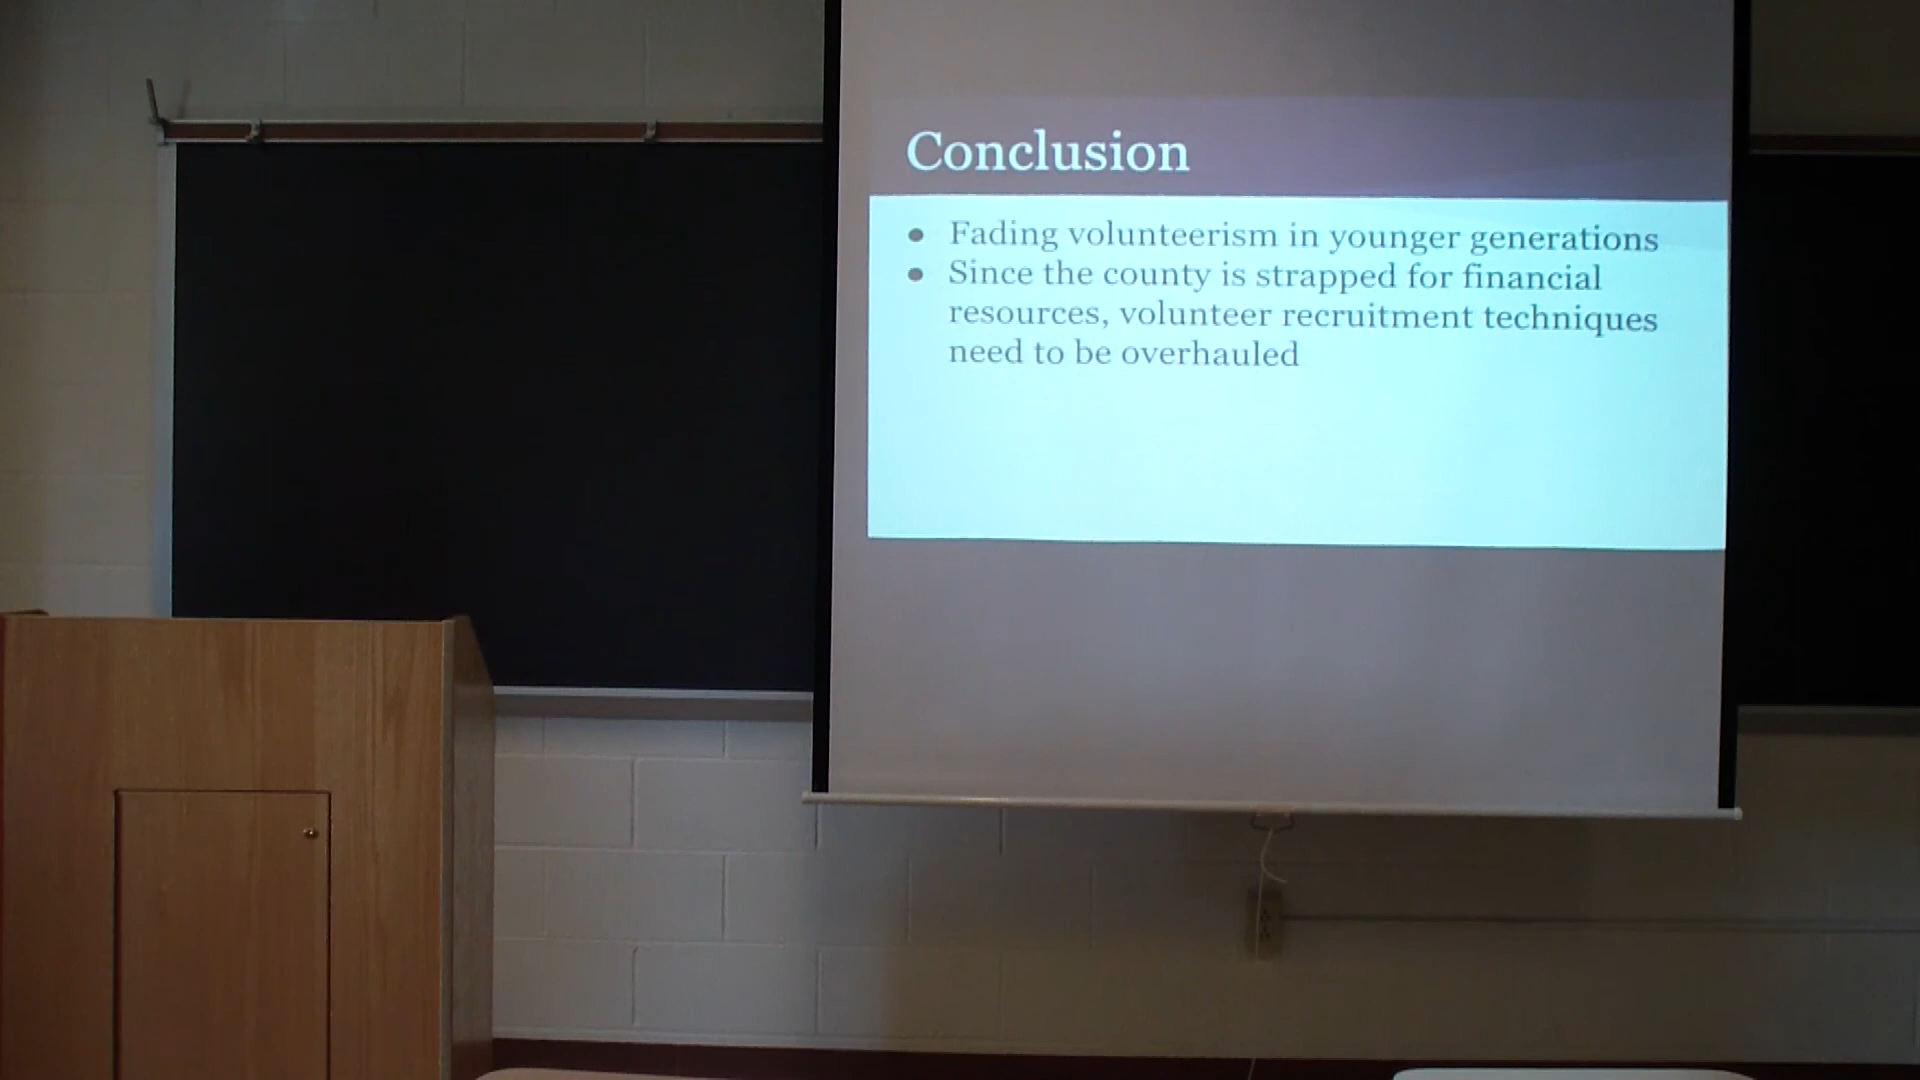 Conclusion
● Fading volunteerism in younger generations
● Since the county is strapped for financial
resources, volunteer recruitment techniques
need to be overhauled